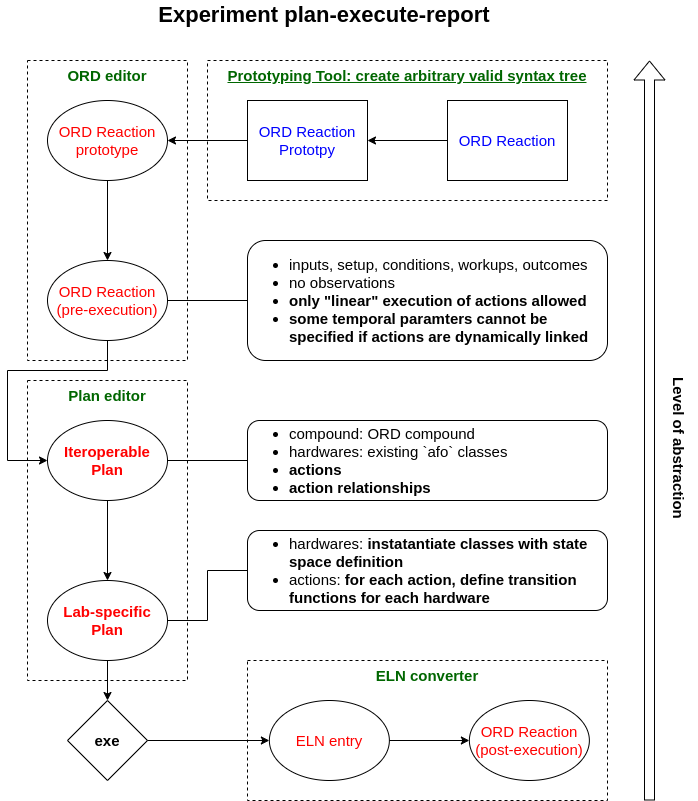 Experiment plan-execute-report
ORD editor
Prototyping Tool: create arbitrary valid syntax tree
ORD Reaction
prototype
ORD Reaction
Prototpy
ORD Reaction
ORD Reaction
(pre-execution)
inputs, setup, conditions, workups, outcomes
no observations
only "linear" execution of actions allowed
some temporal paramters cannot be
specified if actions are dynamically linked
Level of abstraction
Plan editor
Iteroperable
Plan
compound: ORD compound
hardwares: existing `afo` classes
actions
action relationships
Lab-specific
Plan
hardwares: instatantiate classes with state
space definition
actions: for each action, define transition
functions for each hardware
exe
ELN converter
ELN entry
ORD Reaction
(post-execution)